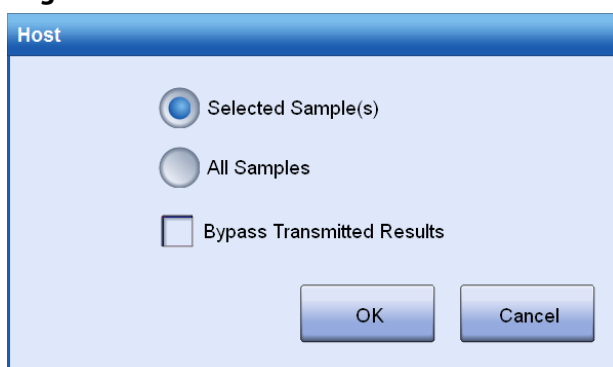 Host
Selected Sample(s)
All Samples
Bypass Transmitted Results
OK Cancel